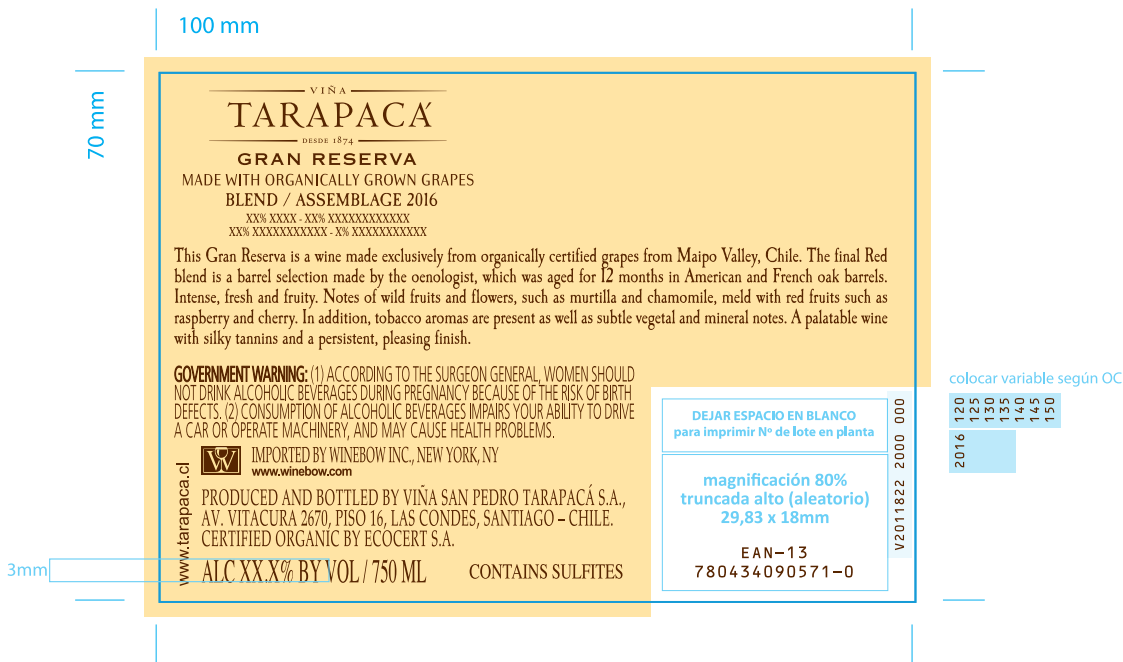 100 mm
70 mm
VIÑA
TARAPACÁ
DESDE 1874
GRAN RESERVA
MADE WITH ORGANICALLY GROWN GRAPES
BLEND / ASSEMBLAGE 2016
XX% XXXX - XX% XXXXXXXXXXXX
XX% XXXXXXXXXXX - X% XXXXXXXXXXX
This Gran Reserva is a wine made exclusively from organically certified grapes from Maipo Valley, Chile. The final Red
blend is a barrel selection made by the oenologist, which was aged for 12 months in American and French oak barrels.
Intense, fresh and fruity. Notes of wild fruits and flowers, such as murtilla and chamomile, meld with red fruits such as
raspberry and cherry. In addition, tobacco aromas are present as well as subtle vegetal and mineral notes. A palatable wine
with silky tannins and a persistent, pleasing finish.
GOVERNMENT WARNING: (1) ACCORDING TO THE SURGEON GENERAL, WOMEN SHOULD
NOT DRINK ALCOHOLIC BEVERAGES DURING PREGNANCY BECAUSE OF THE RISK OF BIRTH
DEFECTS. (2) CONSUMPTION OF ALCOHOLIC BEVERAGES IMPAIRS YOUR ABILITY TO DRIVE
A CAR OR OPERATE MACHINERY, AND MAY CAUSE HEALTH PROBLEMS.
W
IMPORTED BY WINEBOW INC., NEW YORK, NY
www.winebow.com
www.tarapaca.cl
PRODUCED AND BOTTLED BY VIÑA SAN PEDRO TARAPACÁ S.A.,
AV. VITACURA 2670, PISO 16, LAS CONDES, SANTIAGO – CHILE.
CERTIFIED ORGANIC BY ECOCERT S.A.
3mm
ALC XX.X% BY VOL / 750 ML
CONTAINS SULFITES
DEJAR ESPACIO EN BLANCO
para imprimir Nº de lote en planta
magnificación 80%
truncada alto (aleatorio)
29,83 x 18mm
EAN-13
780434090571-0
V2011822 2000 000
colocar variable según OC
2016 120
125
130
135
140
145
150